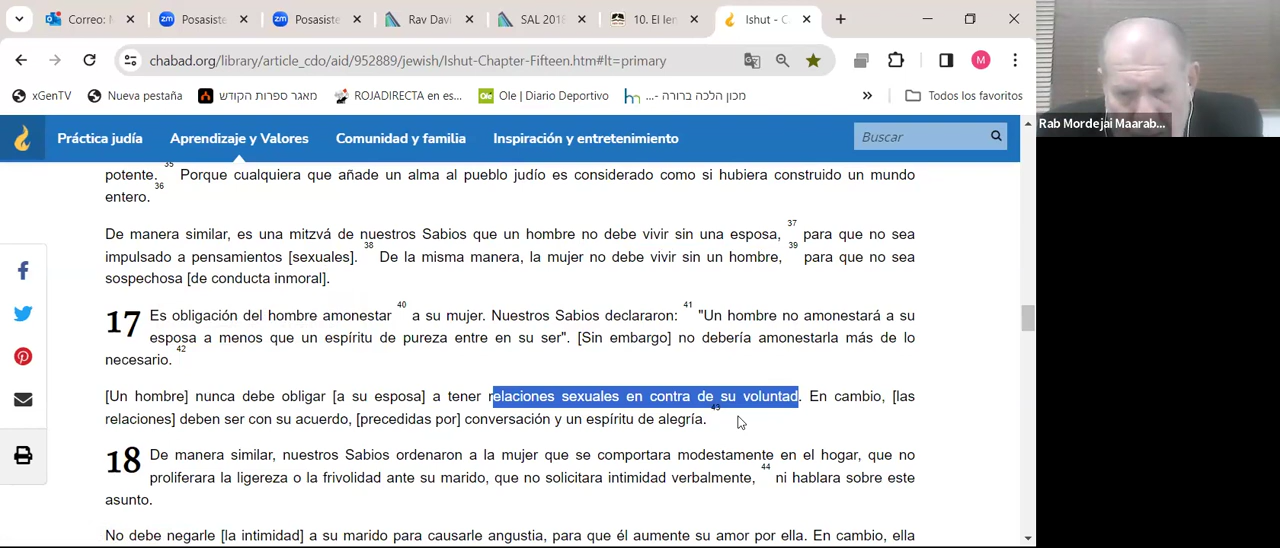 Correo: M
Posasiste
Posasiste
Rav Davi
SAL 2018
10. El ler
Ishut - C
chabad.org/library/article_cdo/aid/952889/jewish/Ishut-Chapter-Fifteen.htm#lt=primary
M
xGenTV
Nueva pestaña
מאגר ספרות הקודש
ROJADIRECTA en es...
Ole | Diario Deportivo
מכון הלכה ברורה -...
»
Todos los favoritos
Práctica judía
Aprendizaje y Valores
Comunidad y familia
Inspiración y entretenimiento
Buscar
Rab Mordejai Maarab...
potente. 35 Porque cualquiera que añade un alma al pueblo judío es considerado como si hubiera construido un mundo
entero. 36
De manera similar, es una mitzvá de nuestros Sabios que un hombre no debe vivir sin una esposa, 37 para que no sea
impulsado a pensamientos [sexuales]. 38 De la misma manera, la mujer no debe vivir sin un hombre, 39 para que no sea
sospechosa [de conducta inmoral].
17 Es obligación del hombre amonestar 40 a su mujer. Nuestros Sabios declararon: 41 "Un hombre no amonestará a su
esposa a menos que un espíritu de pureza entre en su ser". [Sin embargo] no debería amonestarla más de lo
necesario. 42
[Un hombre] nunca debe obligar [a su esposa] a tener relaciones sexuales en contra de su voluntad. En cambio, [las
relaciones] deben ser con su acuerdo, [precedidas por] conversación y un espíritu de alegría. 43
18 De manera similar, nuestros Sabios ordenaron a la mujer que se comportara modestamente en el hogar, que no
proliferara la ligereza o la frivolidad ante su marido, que no solicitara intimidad verbalmente, 44 ni hablara sobre este
asunto.
No debe negarle [la intimidad] a su marido para causarle angustia, para que él aumente su amor por ella. En cambio, ella